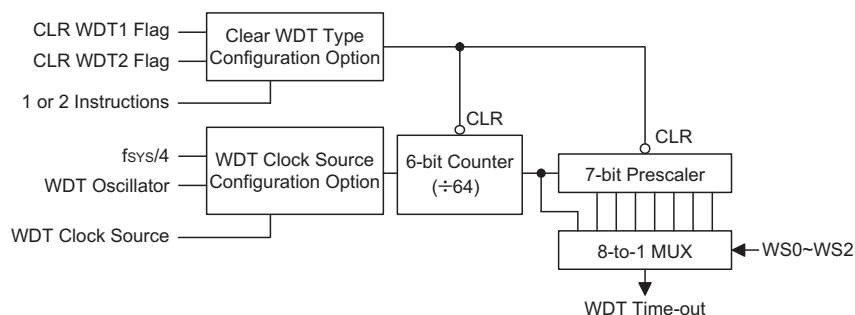 CLR WDT1 Flag
CLR WDT2 Flag
1 or 2 Instructions
Clear WDT Type
Configuration Option
CLR
CLR
fSYS/4
WDT Oscillator
WDT Clock Source
WDT Clock Source
Configuration Option
6-bit Counter
(÷64)
7-bit Prescaler
8-to-1 MUX
WS0~WS2
WDT Time-out